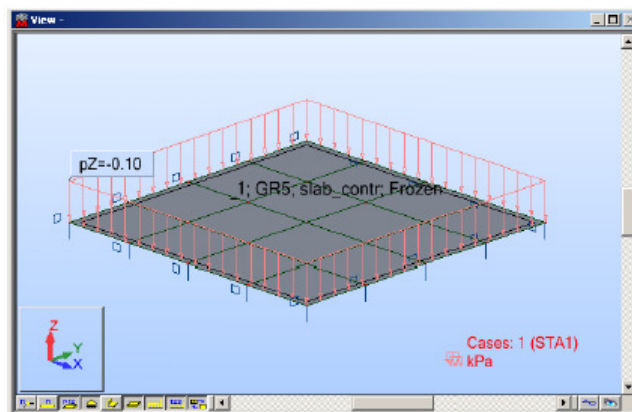 View -
pZ=-0.10
_1; GR5; slab_contr; Frozen
Z
Y
X
Cases: 1 (STA1)
kPa